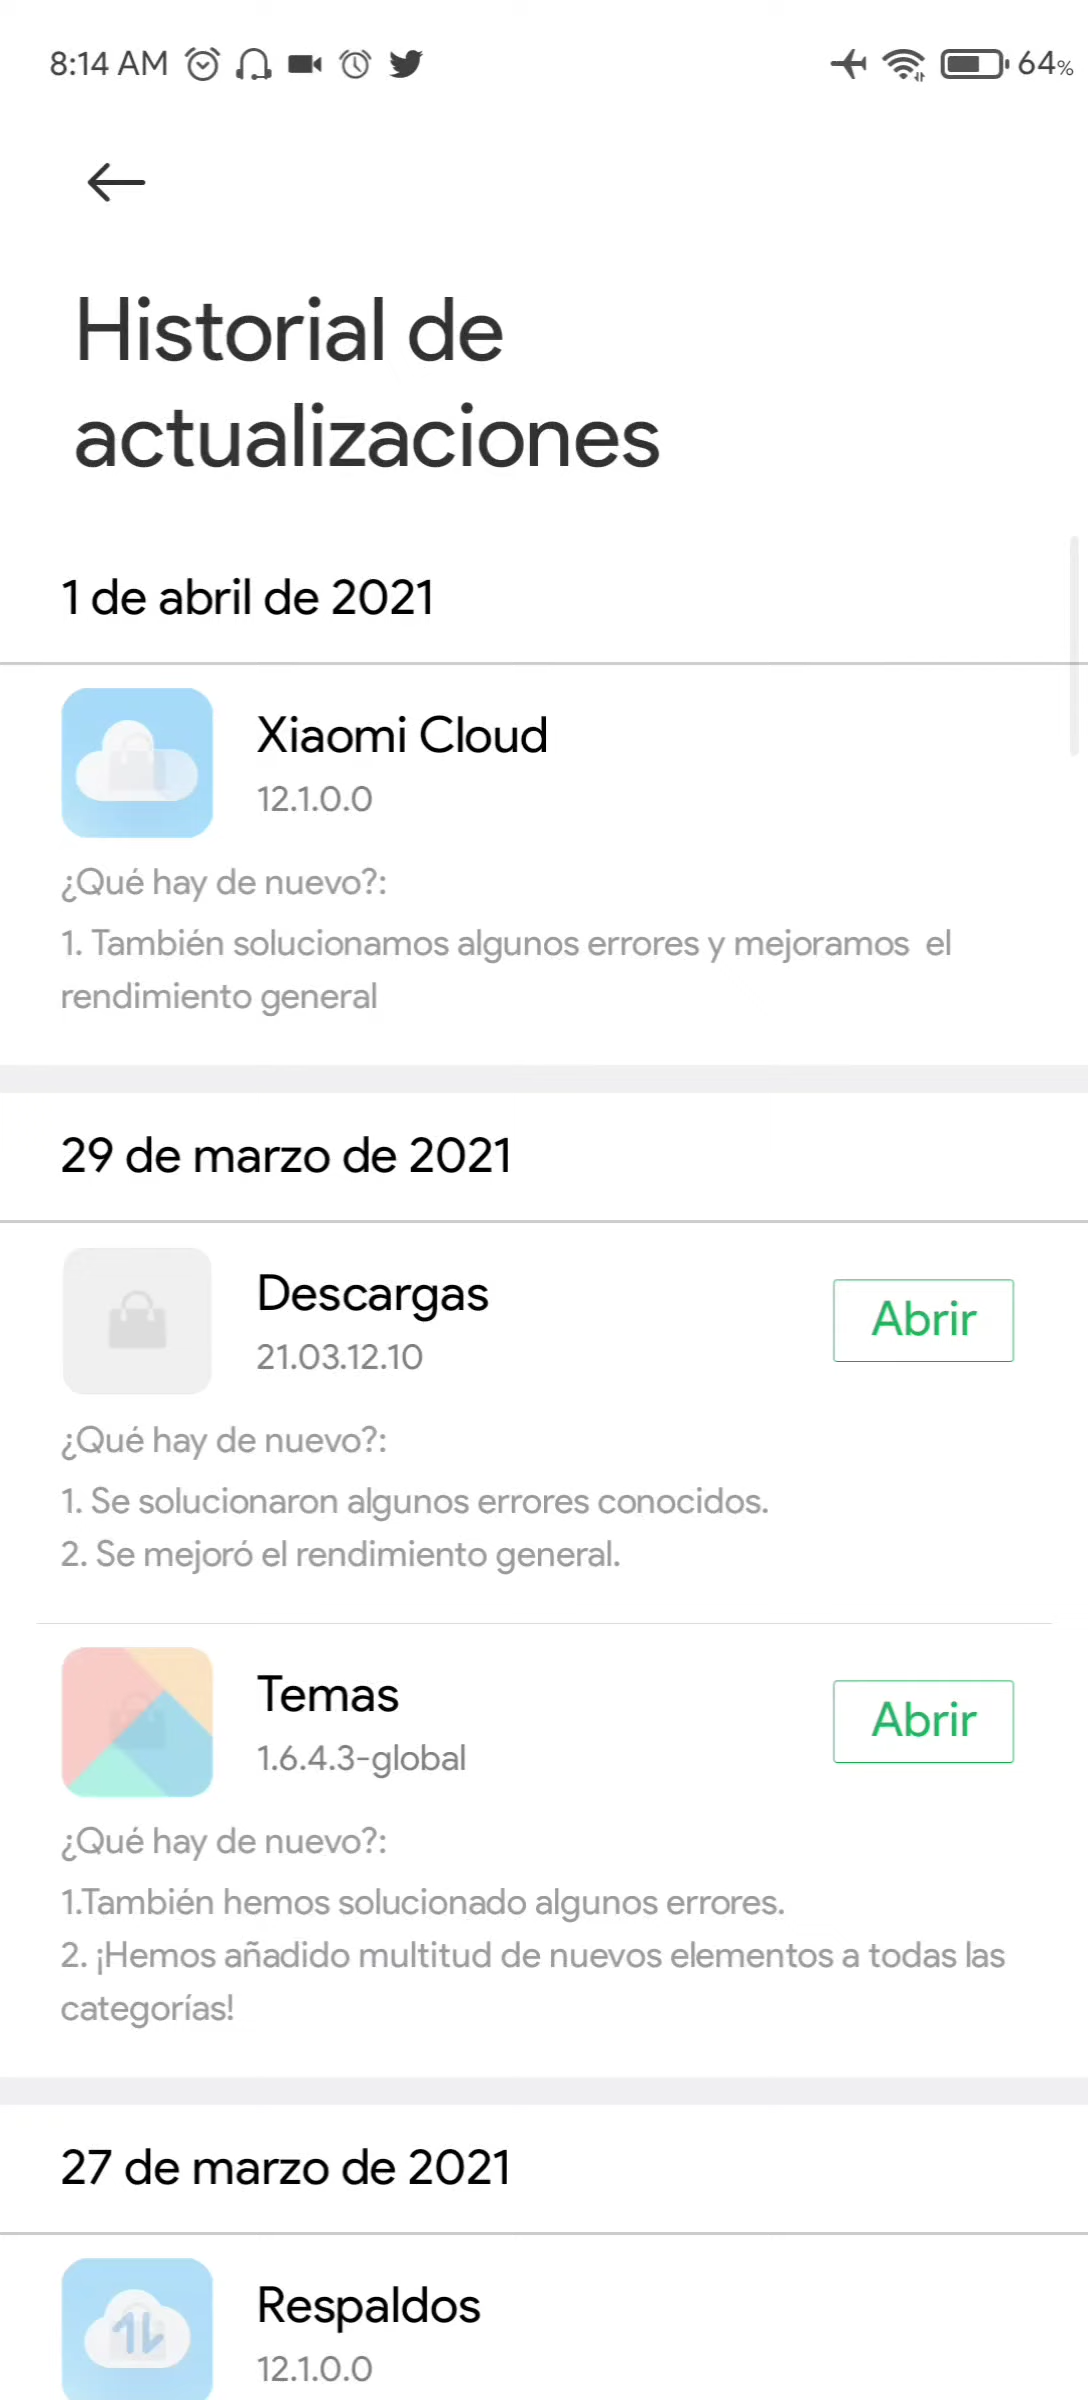 8:14 AM
64%
Historial de
actualizaciones
1 de abril de 2021
Xiaomi Cloud
12.1.0.0
¿Qué hay de nuevo?:
1. También solucionamos algunos errores y mejoramos  el
rendimiento general
29 de marzo de 2021
Descargas
21.03.12.10
Abrir
¿Qué hay de nuevo?:
1. Se solucionaron algunos errores conocidos.
2. Se mejoró el rendimiento general.
Temas
1.6.4.3-global
Abrir
¿Qué hay de nuevo?:
1.También hemos solucionado algunos errores.
2. ¡Hemos añadido multitud de nuevos elementos a todas las
categorías!
27 de marzo de 2021
Respaldos
12.1.0.0